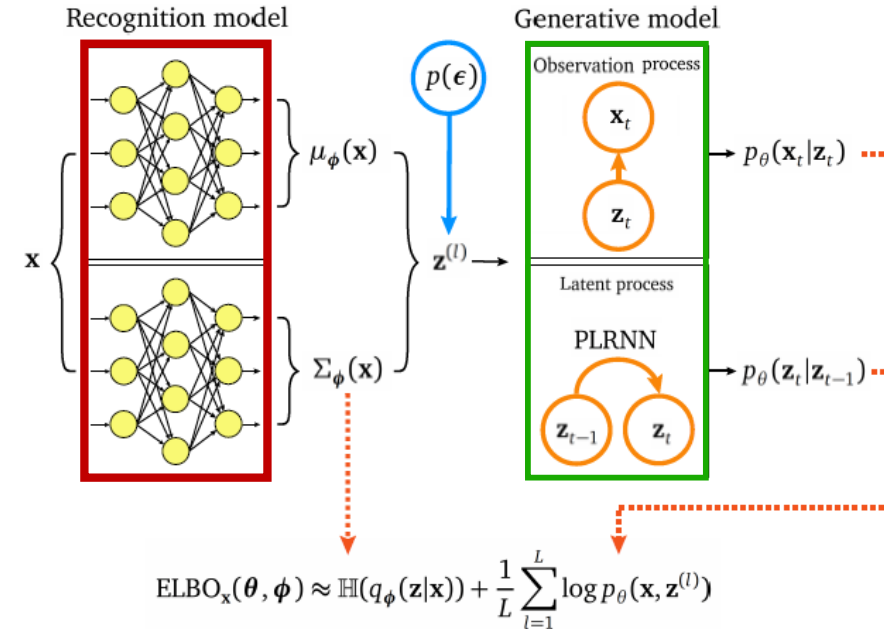 Recognition model
Generative model
p(ϵ)
Observation process
x_t
z_t
μ_ϕ(x)
p_θ(x_t|z_t)
x
z^(l)
Latent process
PLRNN
Σ_ϕ(x)
p_θ(z_t|z_{t−1})
z_{t−1}
z_t
ELBO_x(θ, ϕ) ≈ ℍ(q_ϕ(z|x)) + 1/L ∑_{l=1}^{L} log p_θ(x, z^(l))